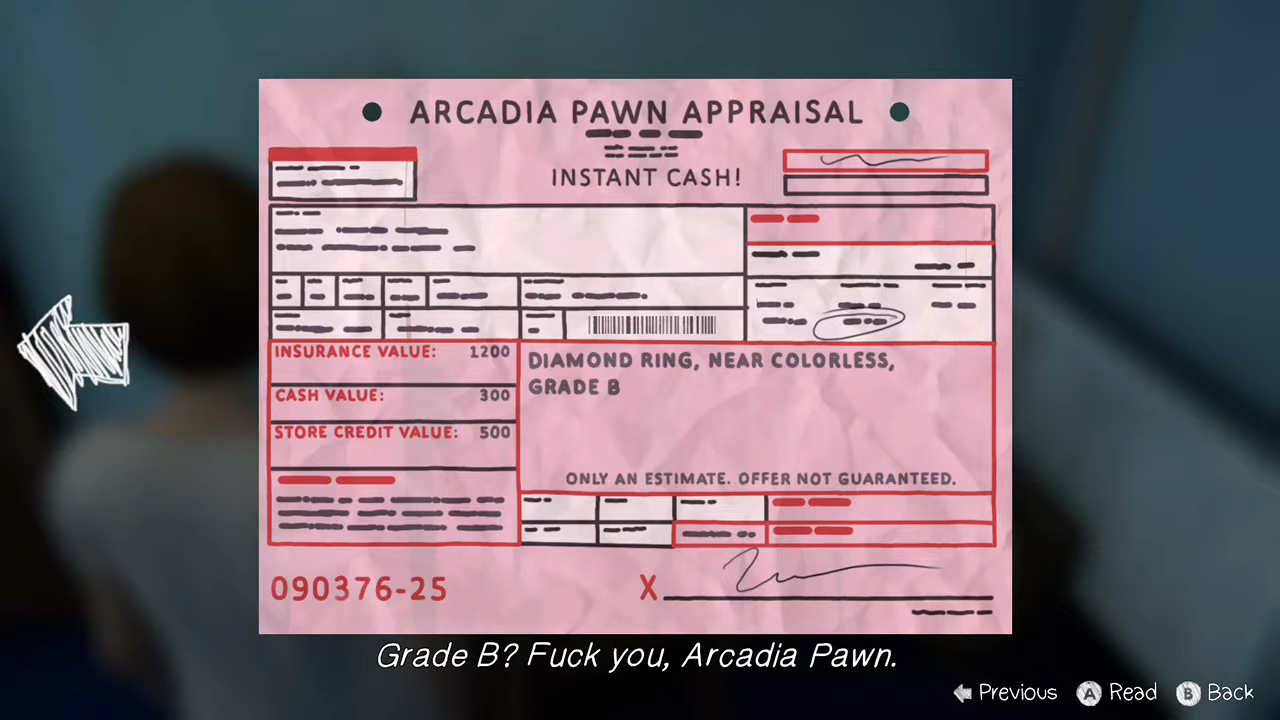 ARCADIA PAWN APPRAISAL
INSTANT CASH!
INSURANCE VALUE: 1200
CASH VALUE: 300
STORE CREDIT VALUE: 500
DIAMOND RING, NEAR COLORLESS,
GRADE B
ONLY AN ESTIMATE. OFFER NOT GUARANTEED.
090376-25
X
Grade B? Fuck you, Arcadia Pawn.
Previous A Read B Back